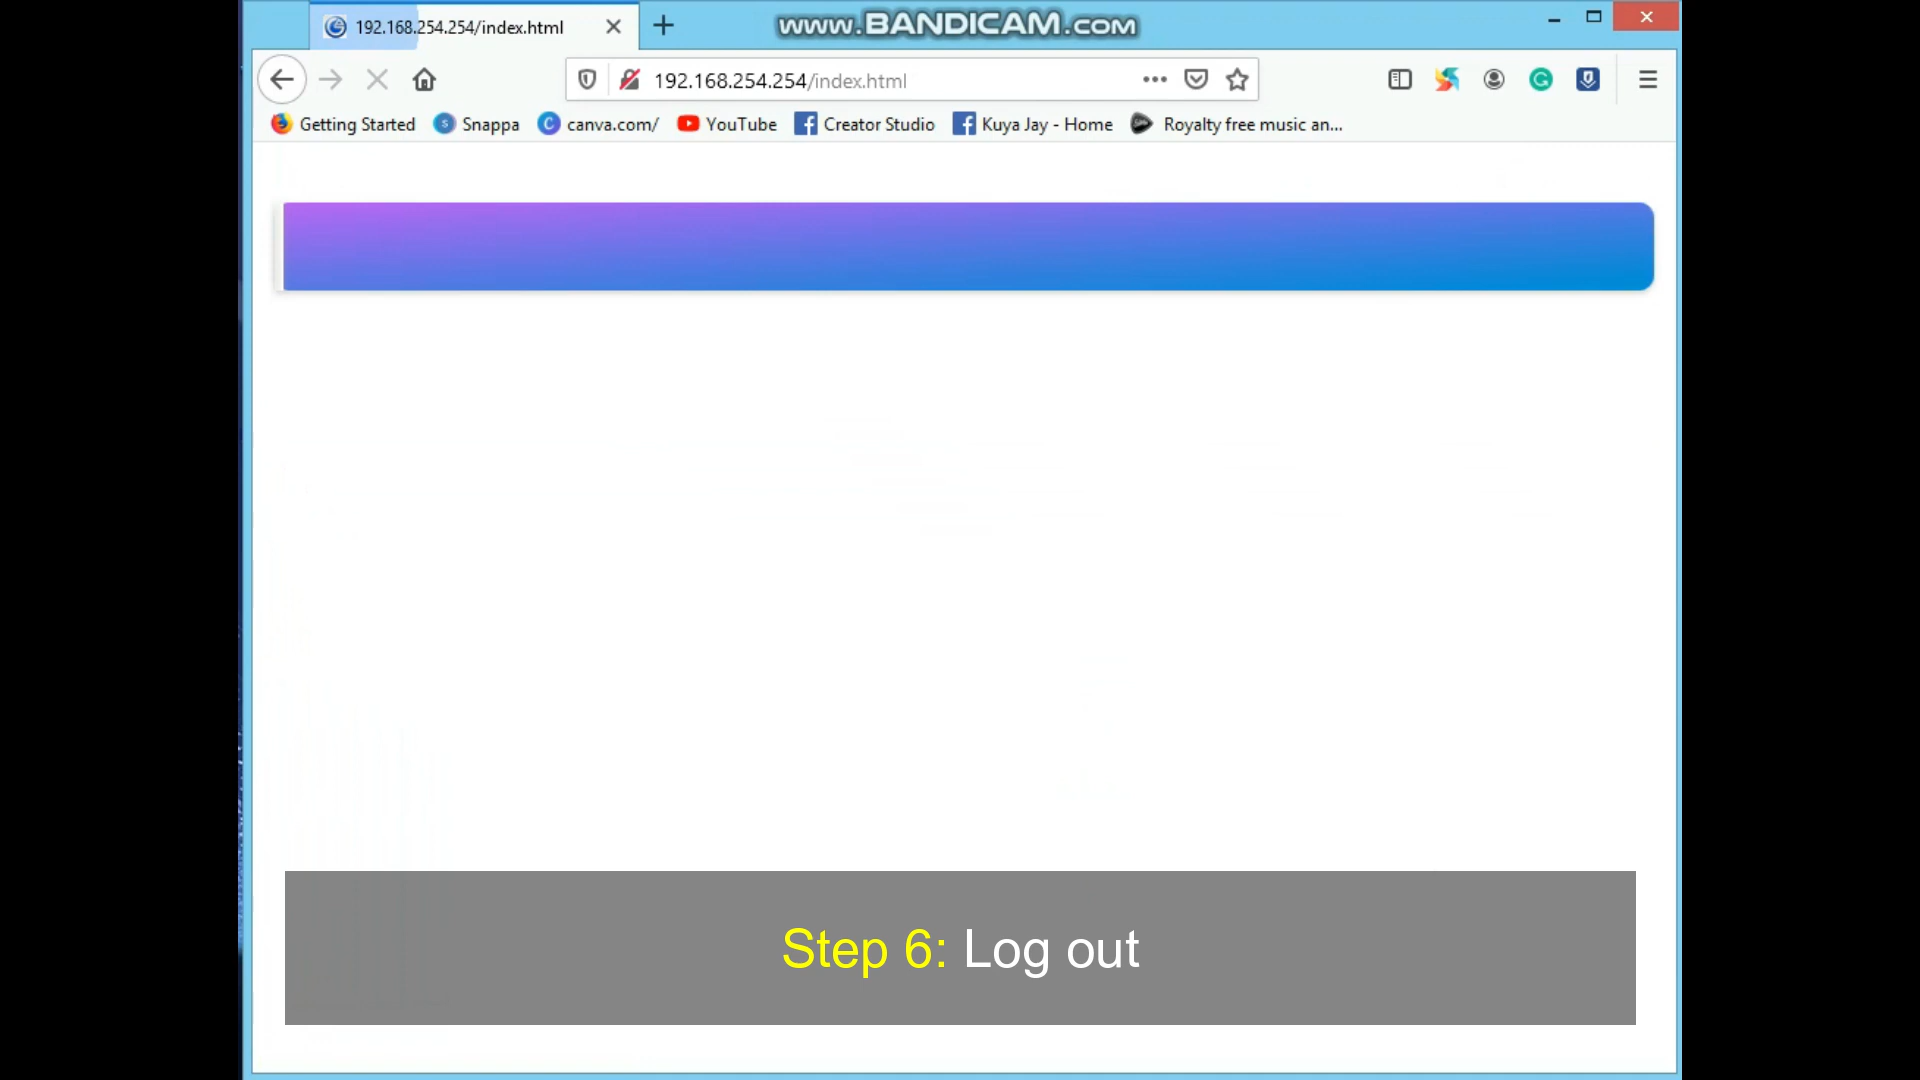 192.168.254.254/index.html
www.BANDICAM.com
192.168.254.254/index.html
Getting Started
Snappa
canva.com/
YouTube
Creator Studio
Kuya Jay - Home
Royalty free music an...
Step 6: Log out